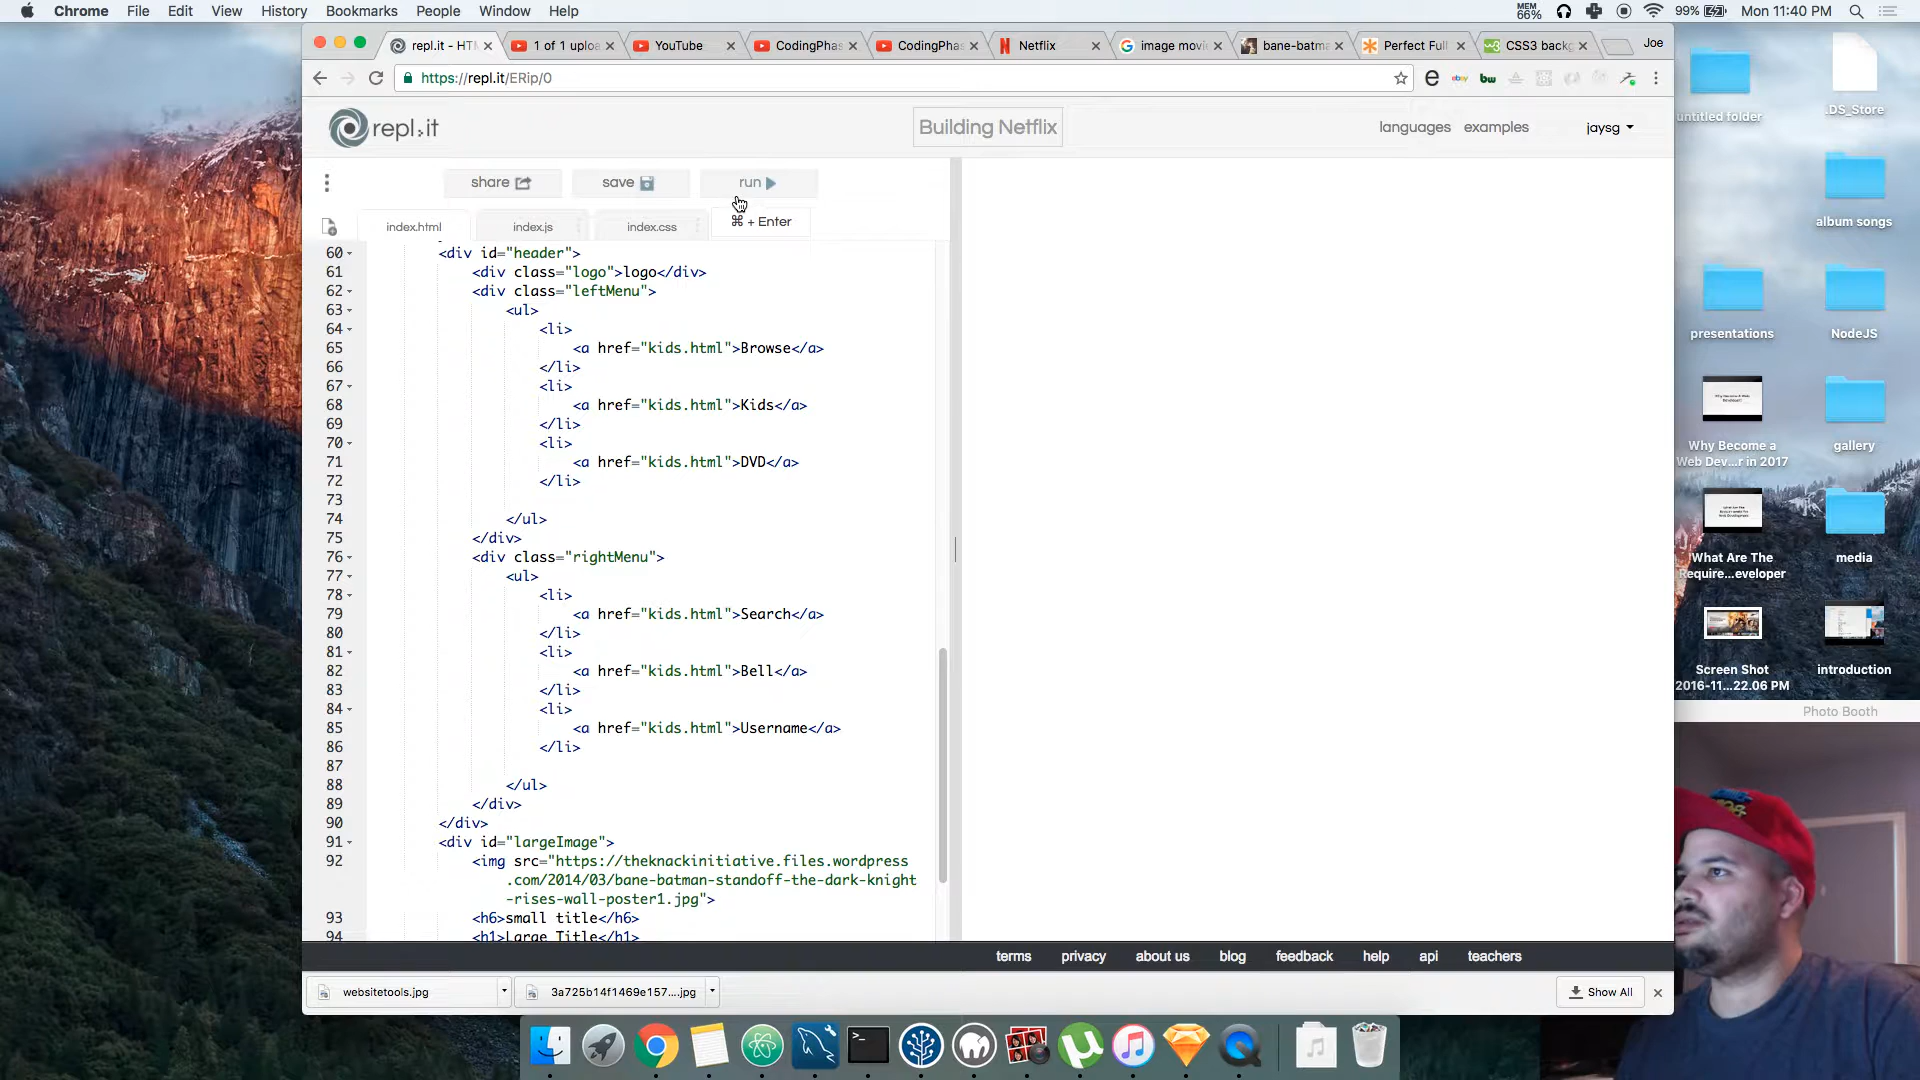 Chrome File Edit View History Bookmarks People Window Help
MEM 66% 99% Mon 11:40 PM
repl.it - HT
1 of 1 uploa
YouTube
CodingPhas
CodingPhas
Netflix
image movi
bane-batma
Perfect Full
CSS3 backg
Joe
https://repl.it/ERip/0
e ebay bw
repl.it
Building Netflix
languages examples jaysg
share save run
⌘ + Enter
index.html index.js index.css
60 <div id="header">
61 <div class="logo">logo</div>
62 <div class="leftMenu">
63 <ul>
64 <li>
65 <a href="kids.html">Browse</a>
66 </li>
67 <li>
68 <a href="kids.html">Kids</a>
69 </li>
70 <li>
71 <a href="kids.html">DVD</a>
72 </li>
73
74 </ul>
75 </div>
76 <div class="rightMenu">
77 <ul>
78 <li>
79 <a href="kids.html">Search</a>
80 </li>
81 <li>
82 <a href="kids.html">Bell</a>
83 </li>
84 <li>
85 <a href="kids.html">Username</a>
86 </li>
87
88 </ul>
89 </div>
90 </div>
91 <div id="largeImage">
92 <img src="https://theknackinitiative.files.wordpress
.com/2014/03/bane-batman-standoff-the-dark-knight
-rises-wall-poster1.jpg">
93 <h6>small title</h6>
94 <h1>Large Title</h1>
terms privacy about us blog feedback help api teachers
websitetools.jpg
3a725b14f1469e157....jpg
Show All
untitled folder
.DS_Store
album songs
presentations
NodeJS
Why Become a
Web Dev...r in 2017
gallery
What Are The
Require...eveloper
media
Screen Shot
2016-11...22.06 PM
introduction
Photo Booth